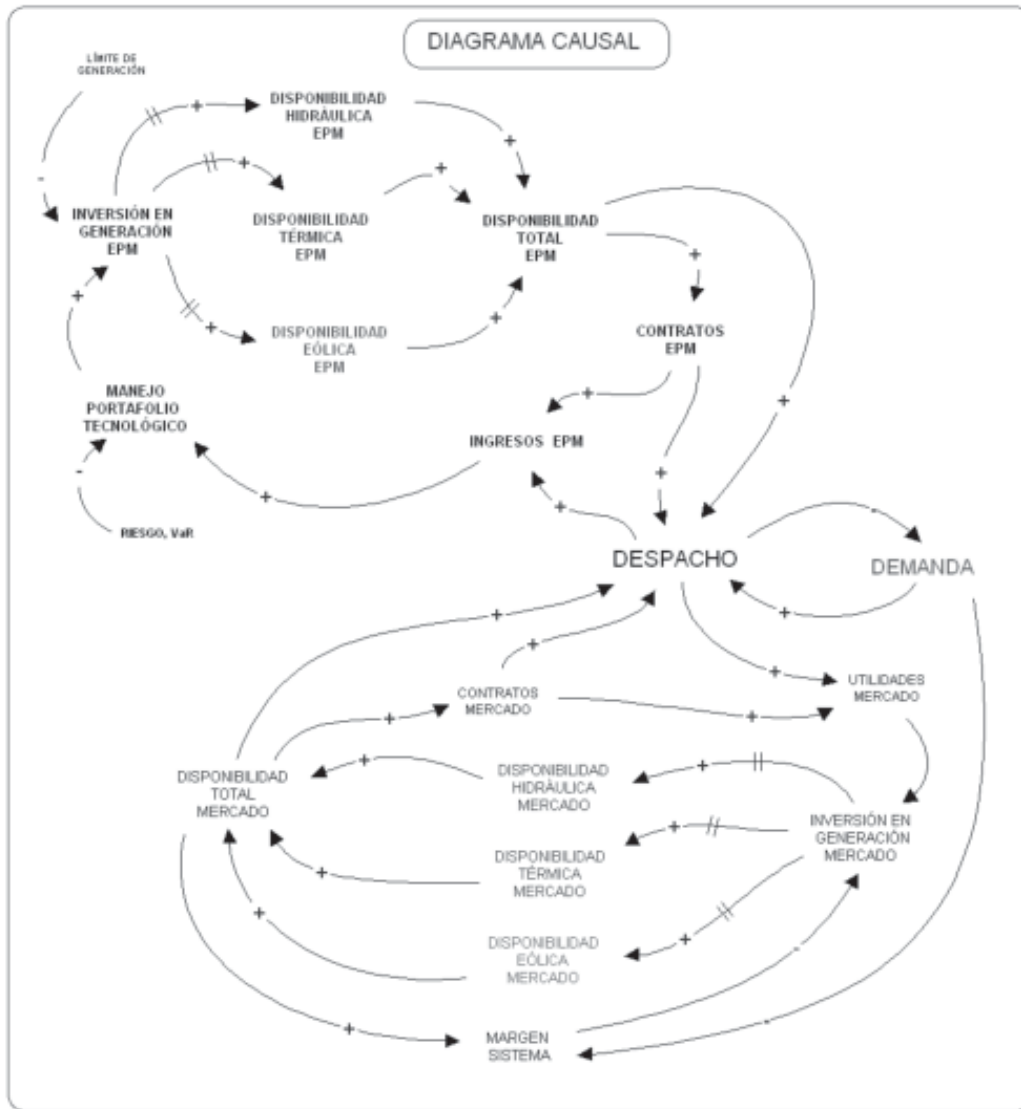 DIAGRAMA CAUSAL
LÍMITE DE
GENERACIÓN
DISPONIBILIDAD
HIDRÁULICA
EPM
INVERSIÓN EN
GENERACIÓN
EPM
DISPONIBILIDAD
TÉRMICA
EPM
DISPONIBILIDAD
TOTAL
EPM
DISPONIBILIDAD
EÓLICA
EPM
CONTRATOS
EPM
MANEJO
PORTAFOLIO
TECNOLÓGICO
INGRESOS EPM
RIESGO, VaR
DESPACHO
DEMANDA
CONTRATOS
MERCADO
UTILIDADES
MERCADO
DISPONIBILIDAD
TOTAL
MERCADO
DISPONIBILIDAD
HIDRÀULICA
MERCADO
INVERSIÓN EN
GENERACIÓN
MERCADO
DISPONIBILIDAD
TÉRMICA
MERCADO
DISPONIBILIDAD
EÓLICA
MERCADO
MARGEN
SISTEMA